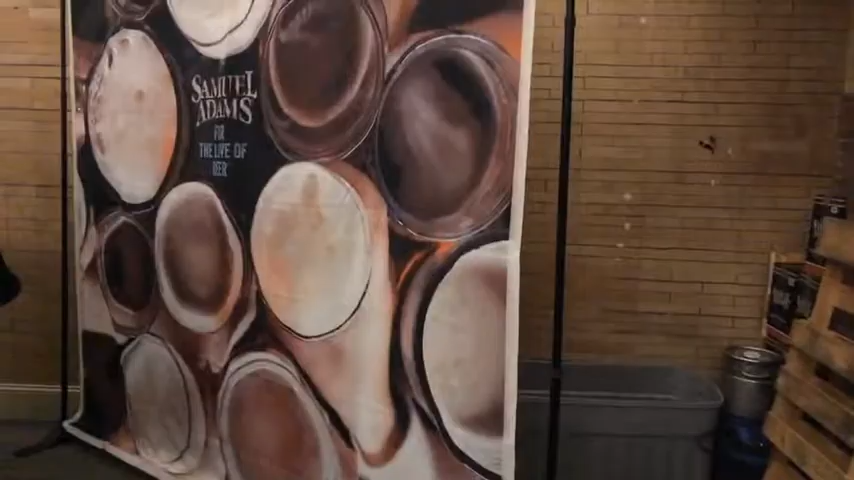 SAMUEL
ADAMS
FOR
THE LOVE OF
BEER